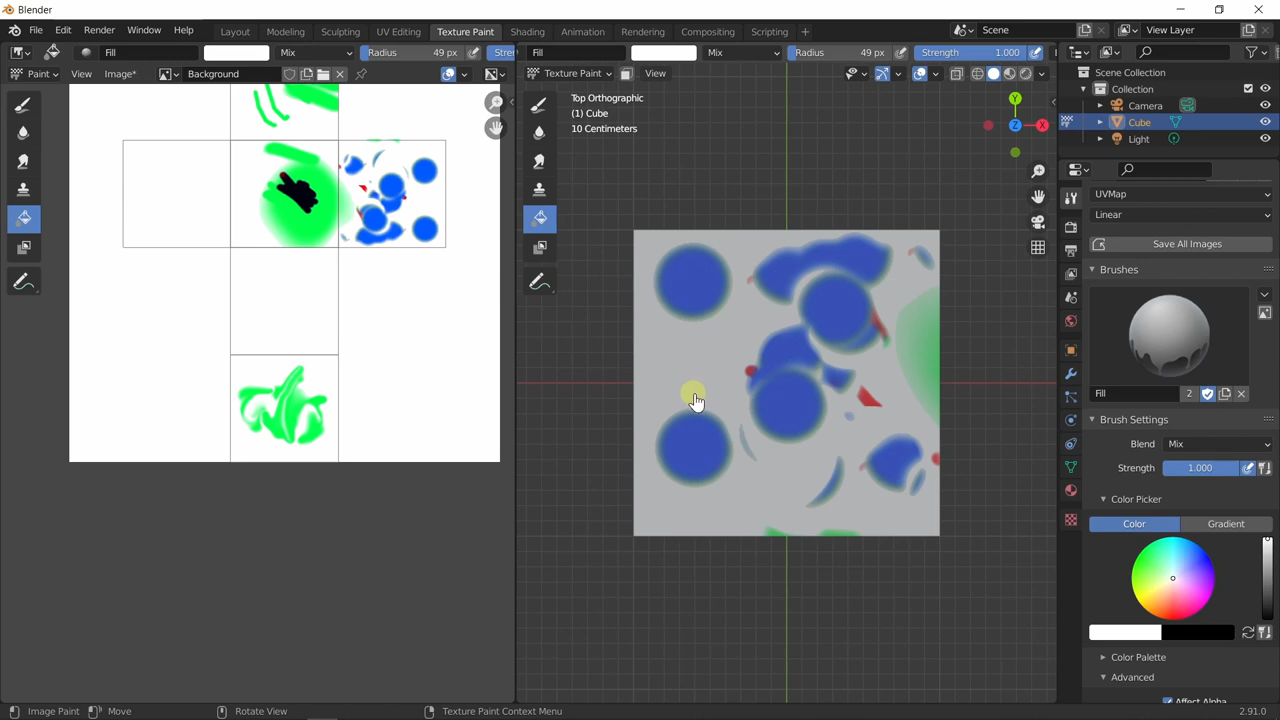 Blender
File Edit Render Window Help Layout Modeling Sculpting UV Editing Texture Paint Shading Animation Rendering Compositing Scripting + Scene View Layer
Fill Mix Radius 49 px Stren Fill Mix Radius 49 px Strength 1.000
Paint View Image* Background Texture Paint View
Scene Collection
Collection
Camera
Cube
Light
Top Orthographic
(1) Cube
10 Centimeters
Y
Z X
UVMap
Linear
Save All Images
Brushes
Fill 2
Brush Settings
Blend Mix
Strength 1.000
Color Picker
Color Gradient
Color Palette
Advanced
Affect Alpha
Image Paint Move Rotate View Texture Paint Context Menu 2.91.0